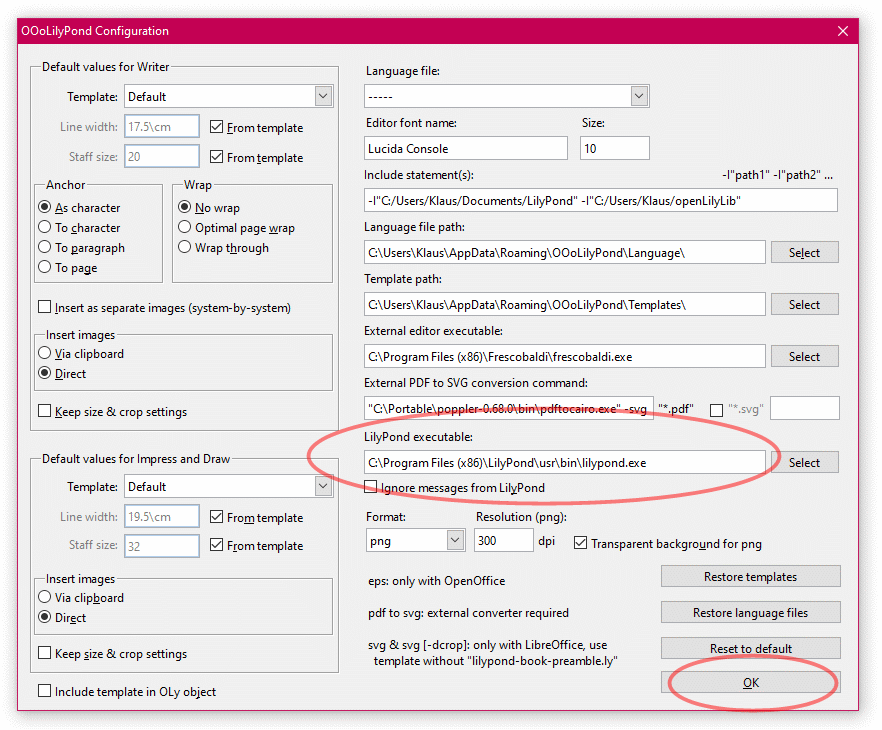 OOoLilyPond Configuration
Default values for Writer
Template: Default
Line width: 17.5\cm From template
Staff size: 20 From template
Anchor
As character
To character
To paragraph
To page
Wrap
No wrap
Optimal page wrap
Wrap through
Insert as separate images (system-by-system)
Insert images
Via clipboard
Direct
Keep size & crop settings
Default values for Impress and Draw
Template: Default
Line width: 19.5\cm From template
Staff size: 32 From template
Insert images
Via clipboard
Direct
Keep size & crop settings
Include template in OLy object
Language file:
-----
Editor font name: Size:
Lucida Console 10
Include statement(s): -I"path1" -I"path2" ...
-I"C:/Users/Klaus/Documents/LilyPond" -I"C:/Users/Klaus/openLilyLib"
Language file path:
C:\Users\Klaus\AppData\Roaming\OOoLilyPond\Language\ Select
Template path:
C:\Users\Klaus\AppData\Roaming\OOoLilyPond\Templates\ Select
External editor executable:
C:\Program Files (x86)\Frescobaldi\frescobaldi.exe Select
External PDF to SVG conversion command:
"C:\Portable\poppler-0.68.0\bin\pdftocairo.exe" -svg "*.pdf" "*.svg"
LilyPond executable:
C:\Program Files (x86)\LilyPond\usr\bin\lilypond.exe Select
Ignore messages from LilyPond
Format: Resolution (png):
png 300 dpi Transparent background for png
eps: only with OpenOffice
pdf to svg: external converter required
svg & svg [-dcrop]: only with LibreOffice, use
template without "lilypond-book-preamble.ly"
Restore templates
Restore language files
Reset to default
OK